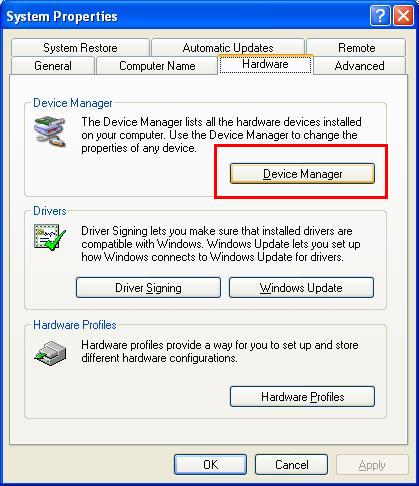 System Properties
System Restore
Automatic Updates
Remote
General
Computer Name
Hardware
Advanced
Device Manager
The Device Manager lists all the hardware devices installed
on your computer. Use the Device Manager to change the
properties of any device.
Device Manager
Drivers
Driver Signing lets you make sure that installed drivers are
compatible with Windows. Windows Update lets you set up
how Windows connects to Windows Update for drivers.
Driver Signing
Windows Update
Hardware Profiles
Hardware profiles provide a way for you to set up and store
different hardware configurations.
Hardware Profiles
OK
Cancel
Apply